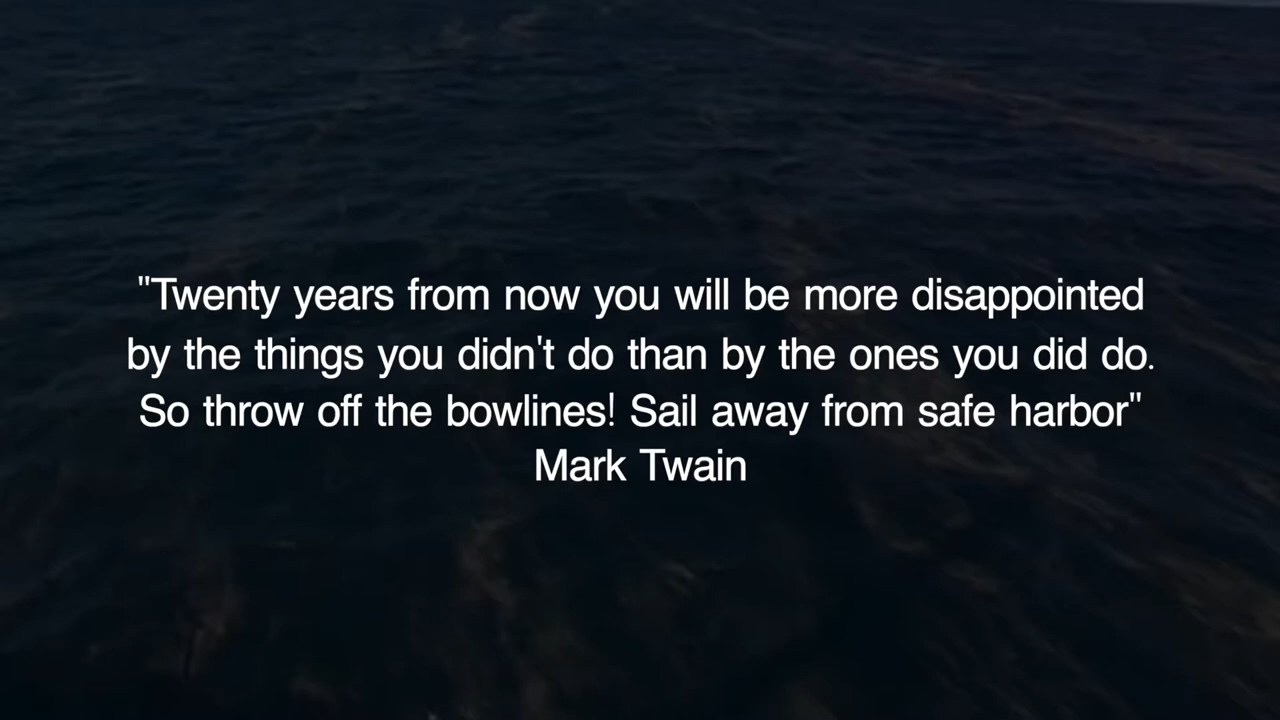 "Twenty years from now you will be more disappointed
by the things you didn't do than by the ones you did do.
So throw off the bowlines! Sail away from safe harbor"
Mark Twain